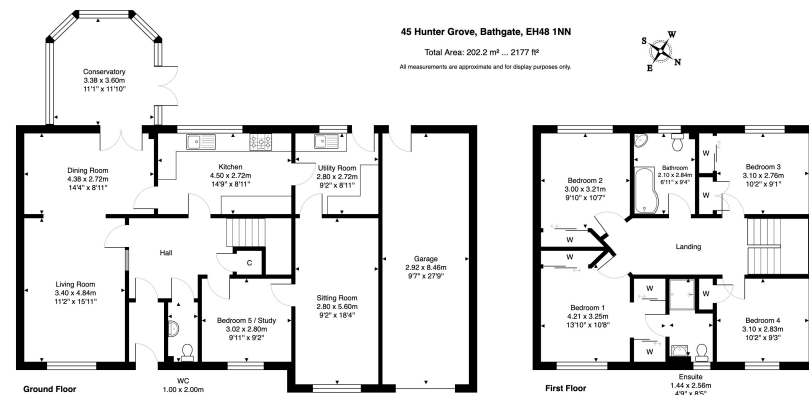 45 Hunter Grove, Bathgate, EH48 1NN
Total Area: 202.2 m² ... 2177 ft²
All measurements are approximate and for display purposes only.
S
W
E
N
Conservatory
3.38 x 3.60m
11'1" x 11'10"
Dining Room
4.38 x 2.72m
14'4" x 8'11"
Kitchen
4.50 x 2.72m
14'9" x 8'11"
Utility Room
2.80 x 2.72m
9'2" x 8'11"
Hall
C
Living Room
3.40 x 4.84m
11'2" x 15'11"
Bedroom 5 / Study
3.02 x 2.80m
9'11" x 9'2"
Sitting Room
2.80 x 5.60m
9'2" x 18'4"
Garage
2.92 x 8.46m
9'7" x 27'9"
WC
1.00 x 2.00m
Ground Floor
Bedroom 2
3.00 x 3.21m
9'10" x 10'7"
W
Bathroom
2.10 x 2.84m
6'11" x 9'4"
W
W
Bedroom 3
3.10 x 2.76m
10'2" x 9'1"
Landing
W
Bedroom 1
4.21 x 3.25m
13'10" x 10'8"
W
W
W
Bedroom 4
3.10 x 2.83m
10'2" x 9'3"
Ensuite
1.44 x 2.56m
4'9" x 8'5"
First Floor